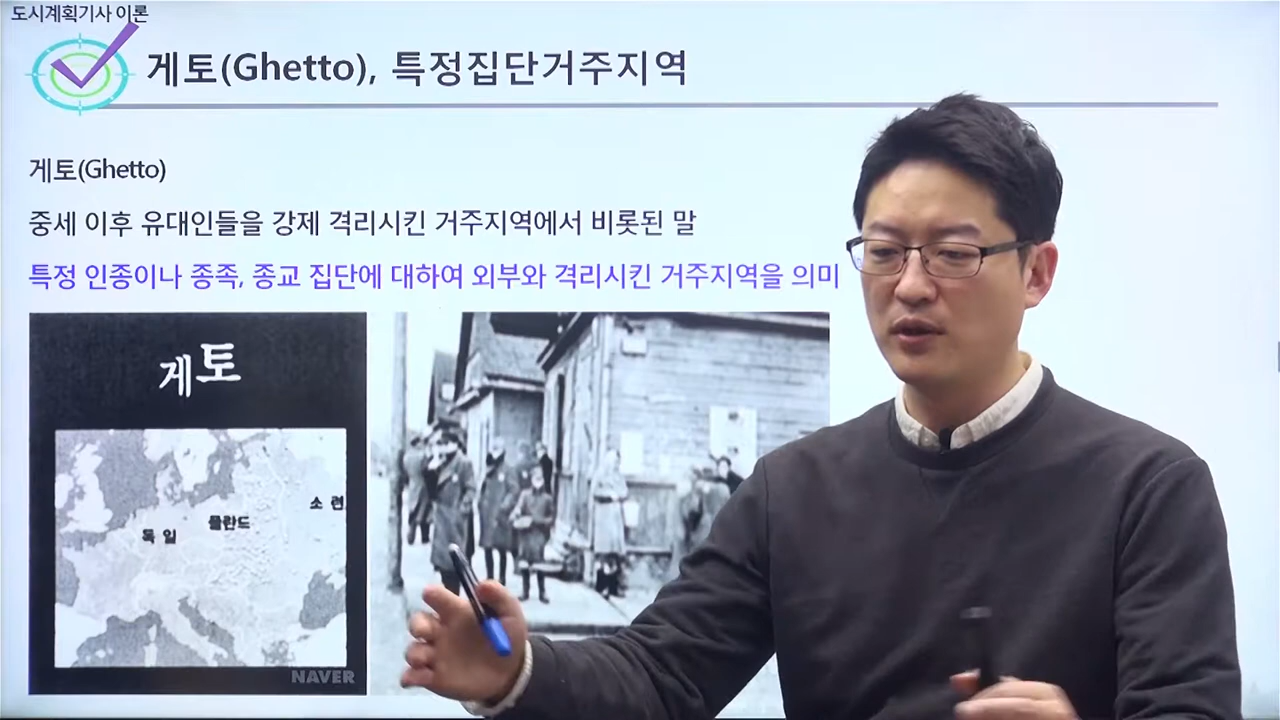 도시계획기사 이론
게토(Ghetto), 특정집단거주지역
게토(Ghetto)
중세 이후 유대인들을 강제 격리시킨 거주지역에서 비롯된 말
특정 인종이나 종족, 종교 집단에 대하여 외부와 격리시킨 거주지역을 의미
게토
소 련
폴란드
독 일
NAVER